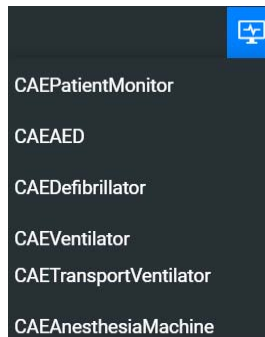 CAEPatientMonitor
CAEAED
CAEDefibrillator
CAEVentilator
CAETransportVentilator
CAEAnesthesiaMachine